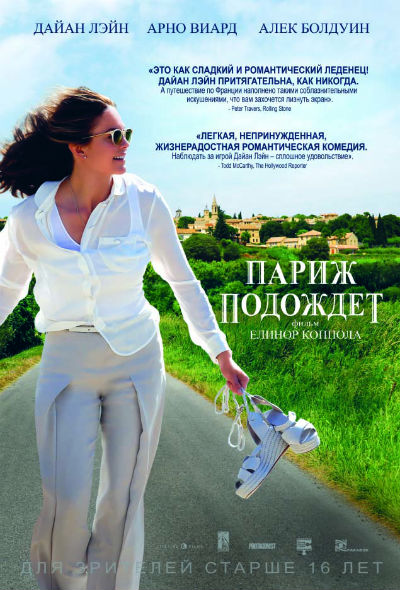 ДАЙАН ЛЭЙН АРНО ВИАРД АЛЕК БОЛДУИН
«ЭТО КАК СЛАДКИЙ И РОМАНТИЧЕСКИЙ ЛЕДЕНЕЦ!
ДАЙАН ЛЭЙН ПРИТЯГАТЕЛЬНА, КАК НИКОГДА.
А путешествие по Франции наполнено такими соблазнительными
искушениями, что вам захочется лизнуть экран».
- Peter Travers, Rolling Stone
«ЛЕГКАЯ, НЕПРИНУЖДЕННАЯ,
ЖИЗНЕРАДОСТНАЯ РОМАНТИЧЕСКАЯ КОМЕДИЯ.
Наблюдать за игрой Дайан Лэйн – сплошное удовольствие».
- Todd McCarthy, The Hollywood Reporter
ПАРИЖ
ПОДОЖДЕТ
ФИЛЬМ
ЕЛИНОР КОППОЛА
PROTAGONIST
PARADISE
ДЛЯ ЗРИТЕЛЕЙ СТАРШЕ 16 ЛЕТ